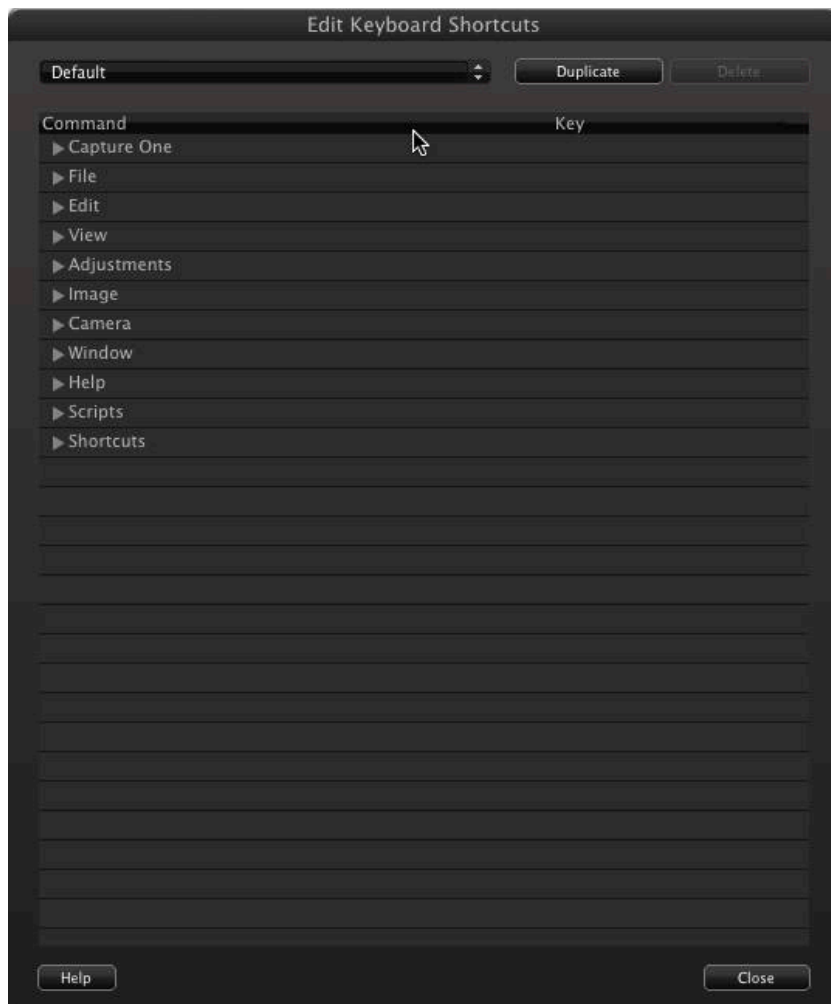 Edit Keyboard Shortcuts
Default Duplicate Delete
Command Key
Capture One
File
Edit
View
Adjustments
Image
Camera
Window
Help
Scripts
Shortcuts
Help Close